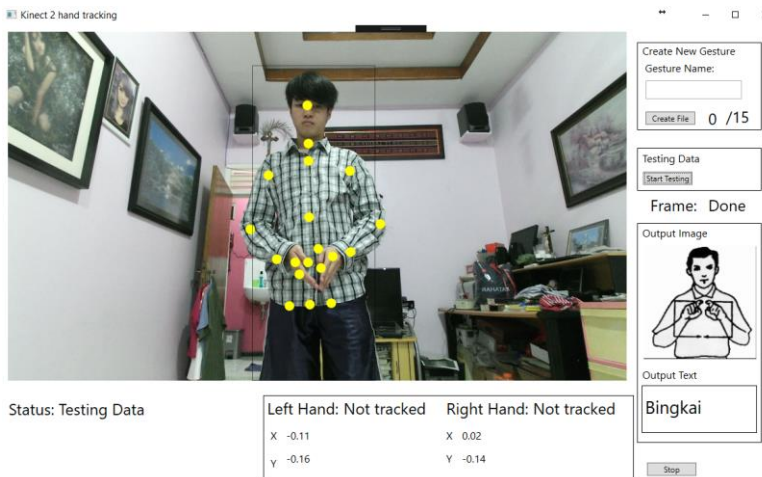 Kinect 2 hand tracking
Create New Gesture
Gesture Name:
Create File 0 /15
Testing Data
Start Testing
Frame: Done
Output Image
Output Text
Bingkai
Stop
Status: Testing Data
Left Hand: Not tracked Right Hand: Not tracked
X -0.11 X 0.02
Y -0.16 Y -0.14